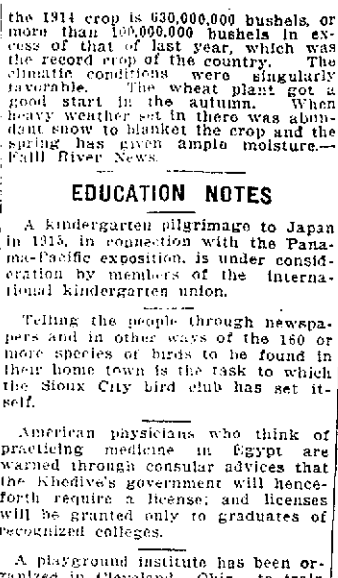 the 1914 crop is 630,000,000 bushels, or
more than 100,000,000 bushels in ex-
cess of that of last year, which was
the record crop of the country. The
climatic conditions were singularly
favorable. The wheat plant got a
good start in the autumn. When
heavy weather set in there was abun-
dant snow to blanket the crop and the
spring has given ample moisture.—
Fall River News.
EDUCATION NOTES
A kindergarten pilgrimage to Japan
in 1915, in connection with the Pana-
ma-Pacific exposition, is under consid-
eration by members of the interna-
tional kindergarten union.
Telling the people through newspa-
pers and in other ways of the 160 or
more species of birds to be found in
their home town is the task to which
the Sioux City bird club has set it-
self.
American physicians who think of
practicing medicine in Egypt are
warned through consular advices that
the Khedive's government will hence-
forth require a license; and licenses
will be granted only to graduates of
recognized colleges.
A playground institute has been or-
ganized in Cleveland, Ohio, to train